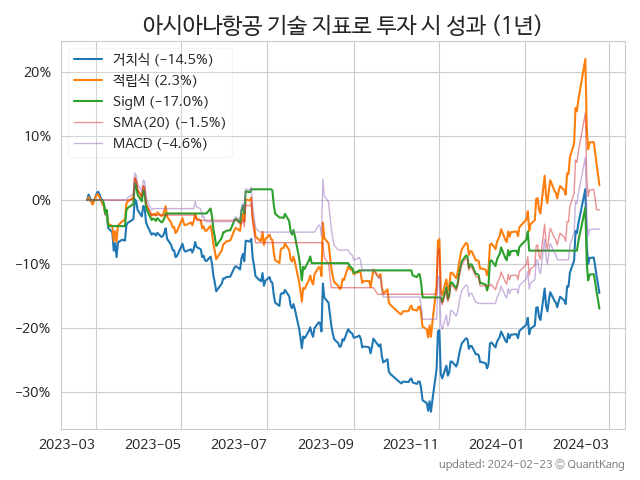 아시아나항공 기술 지표로 투자 시 성과 (1년)
거치식 (−14.5%)
적립식 (2.3%)
SigM (−17.0%)
SMA(20) (−1.5%)
MACD (−4.6%)
20%
10%
0%
−10%
−20%
−30%
2023-03 2023-05 2023-07 2023-09 2023-11 2024-01 2024-03
updated: 2024-02-23 © QuantKang